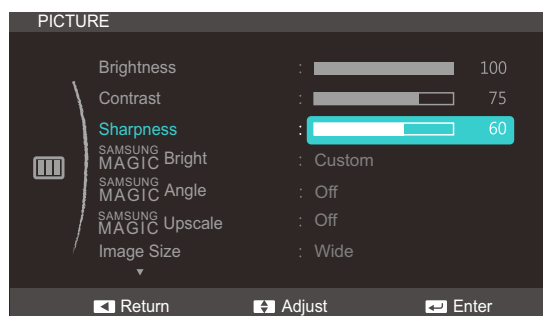 PICTURE
Brightness : 100
Contrast : 75
Sharpness : 60
SAMSUNG MAGIC Bright : Custom
SAMSUNG MAGIC Angle : Off
SAMSUNG MAGIC Upscale : Off
Image Size : Wide
Return Adjust Enter